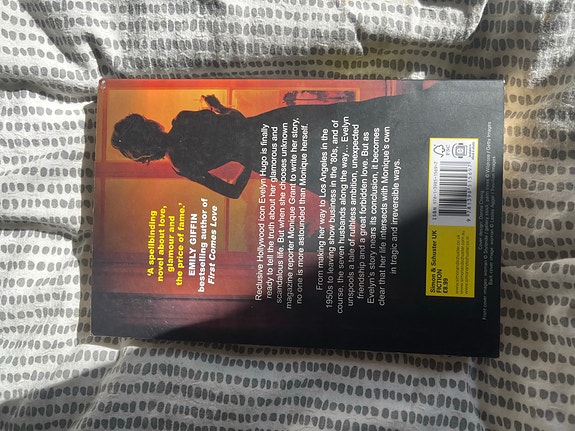 'A spellbinding
novel about love,
glamour and
the price of fame.'
EMILY GIFFIN
bestselling author of
First Comes Love
Reclusive Hollywood icon Evelyn Hugo is finally
ready to tell the truth about her glamorous and
scandalous life. But when she chooses unknown
magazine reporter Monique Grant to write her story,
no one is more astounded than Monique herself.
From making her way to Los Angeles in the
1950s to leaving show business in the '80s, and of
course, the seven husbands along the way... Evelyn
unspools a tale of ruthless ambition, unexpected
friendship and a great forbidden love. But as
Evelyn's story nears its conclusion, it becomes
clear that her life intersects with Monique's own
in tragic and irreversible ways.
Simon & Schuster UK
FICTION
£8.99